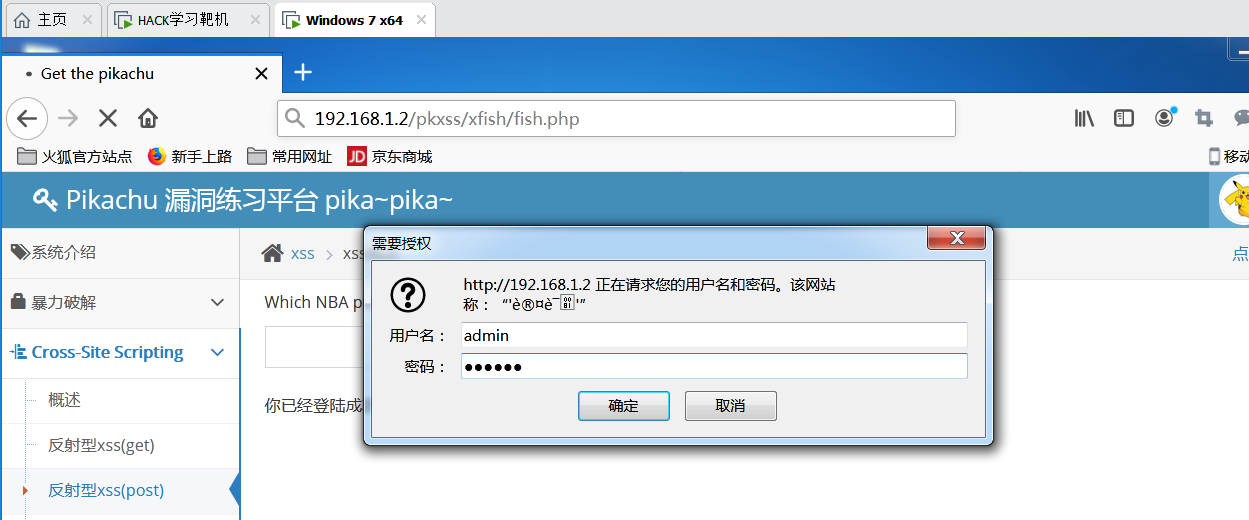 主页
HACK学习靶机
Windows 7 x64
Get the pikachu
192.168.1.2/pkxss/xfish/fish.php
火狐官方站点 新手上路 常用网址 JD 京东商城 移动
Pikachu 漏洞练习平台 pika~pika~
系统介绍
xss
xss
点
需要授权
http://192.168.1.2 正在请求您的用户名和密码。该网站
称：
暴力破解
Which NBA p
用户名： admin
Cross-Site Scripting
密码： ●●●●●●
概述
你已经登陆成
确定 取消
反射型xss(get)
反射型xss(post)